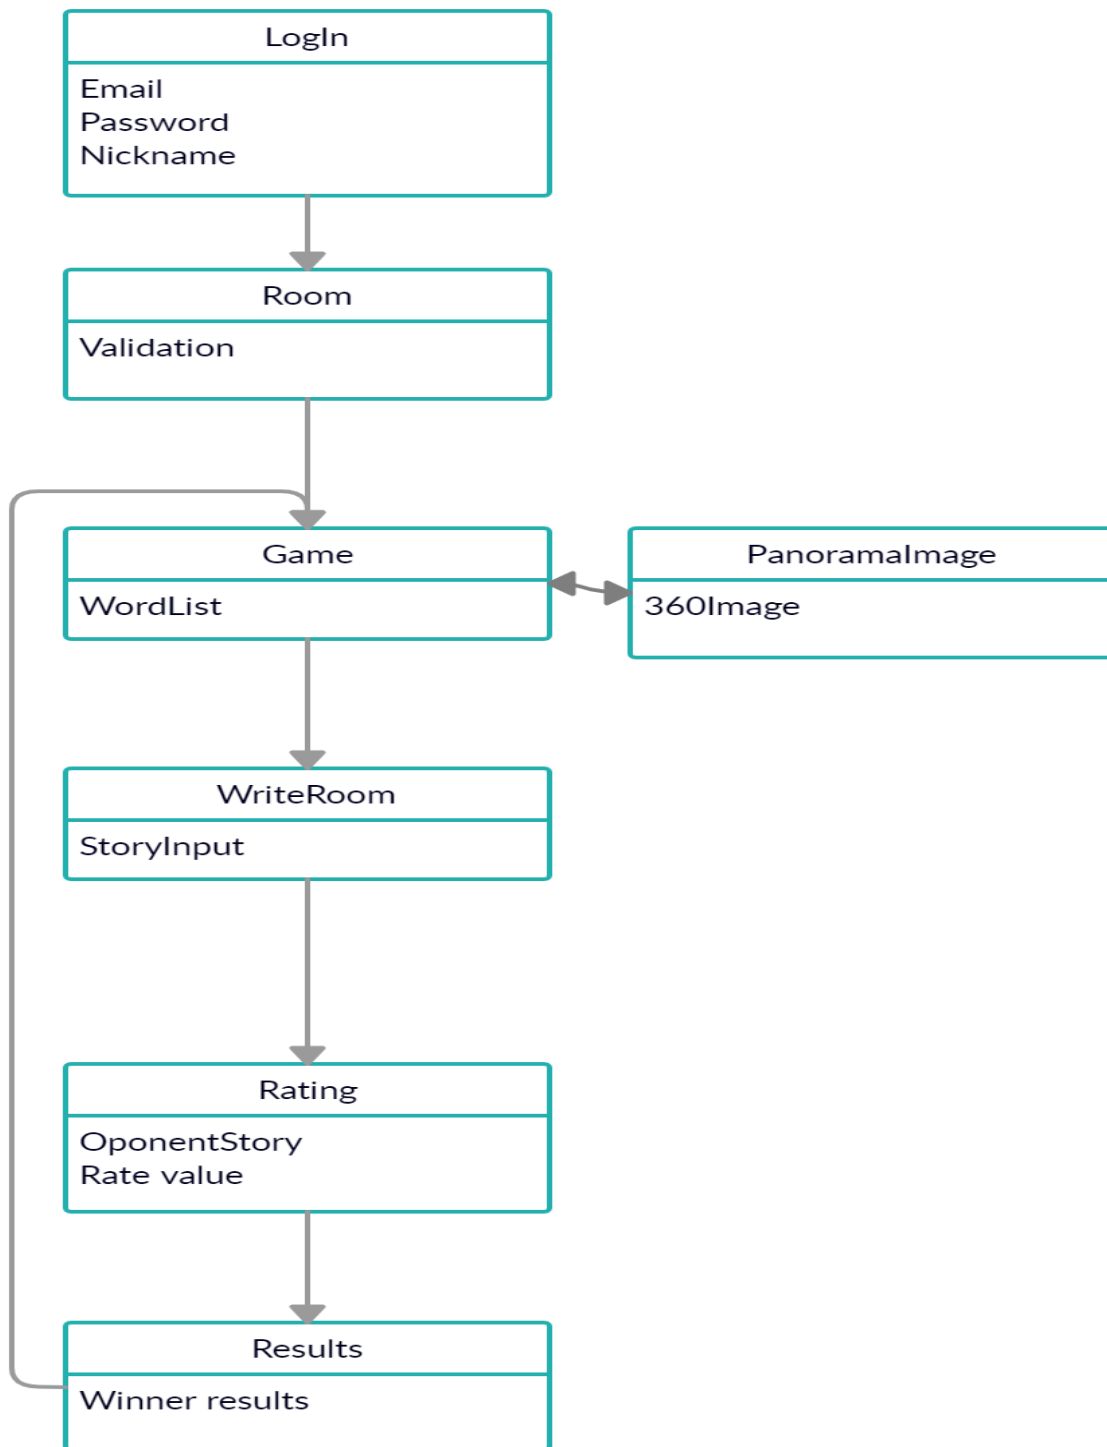 LogIn
Email
Password
Nickname
Room
Validation
Game
WordList
PanoramaImage
360Image
WriteRoom
StoryInput
Rating
OponentStory
Rate value
Results
Winner results